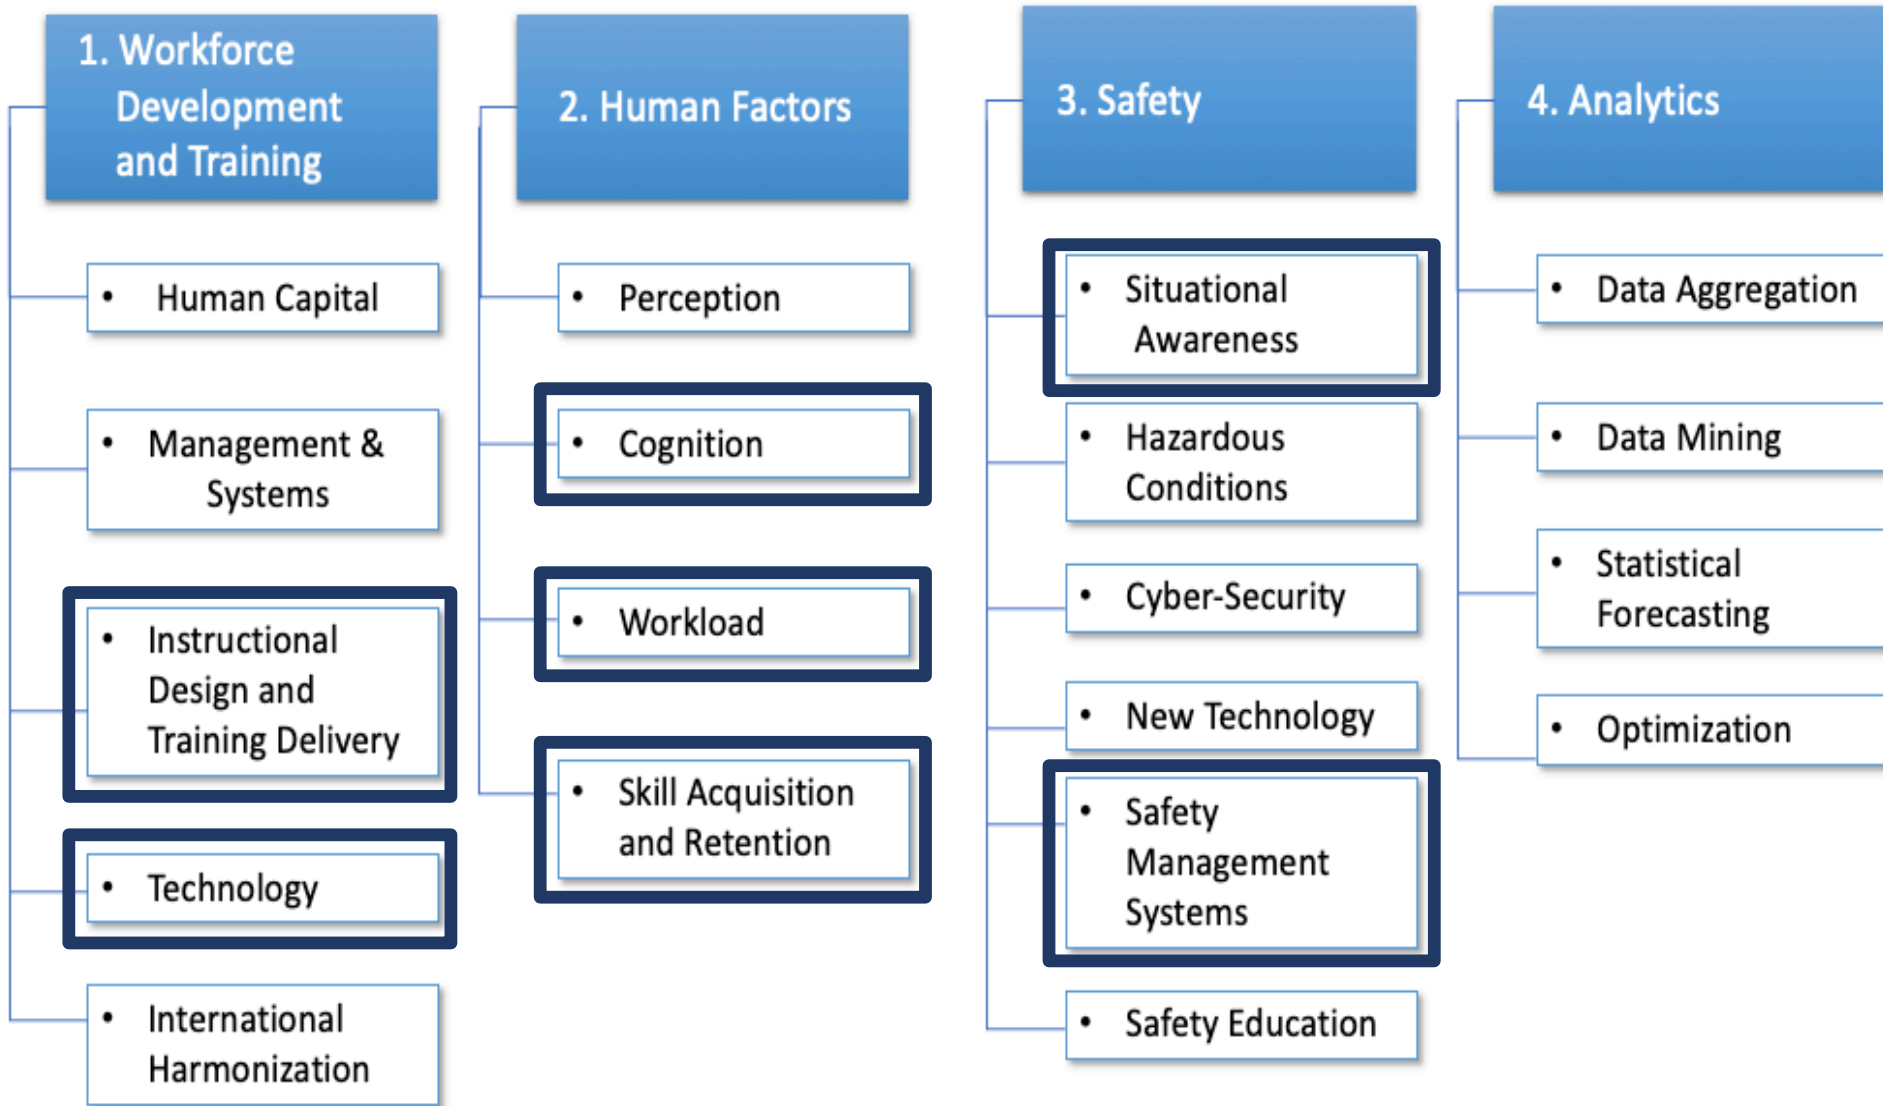 1. Workforce
Development
and Training
• Human Capital
• Management &
Systems
• Instructional
Design and
Training Delivery
• Technology
• International
Harmonization
2. Human Factors
• Perception
• Cognition
• Workload
• Skill Acquisition
and Retention
3. Safety
• Situational
Awareness
• Hazardous
Conditions
• Cyber-Security
• New Technology
• Safety
Management
Systems
• Safety Education
4. Analytics
• Data Aggregation
• Data Mining
• Statistical
Forecasting
• Optimization